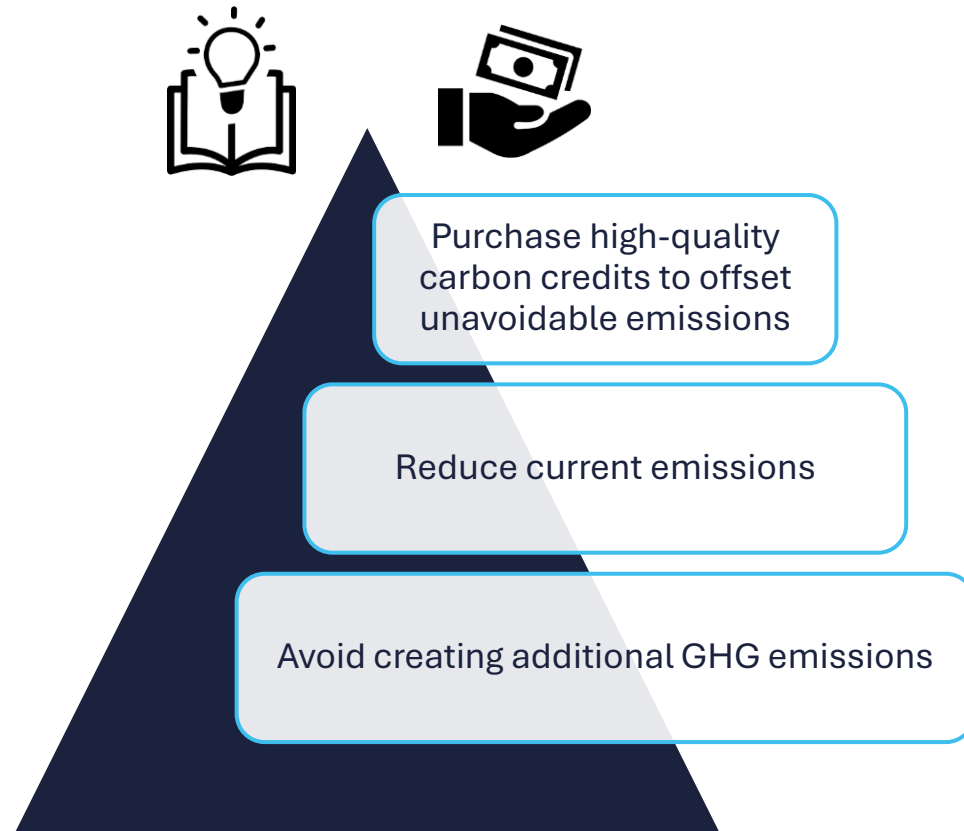 Purchase high-quality
carbon credits to offset
unavoidable emissions
Reduce current emissions
Avoid creating additional GHG emissions